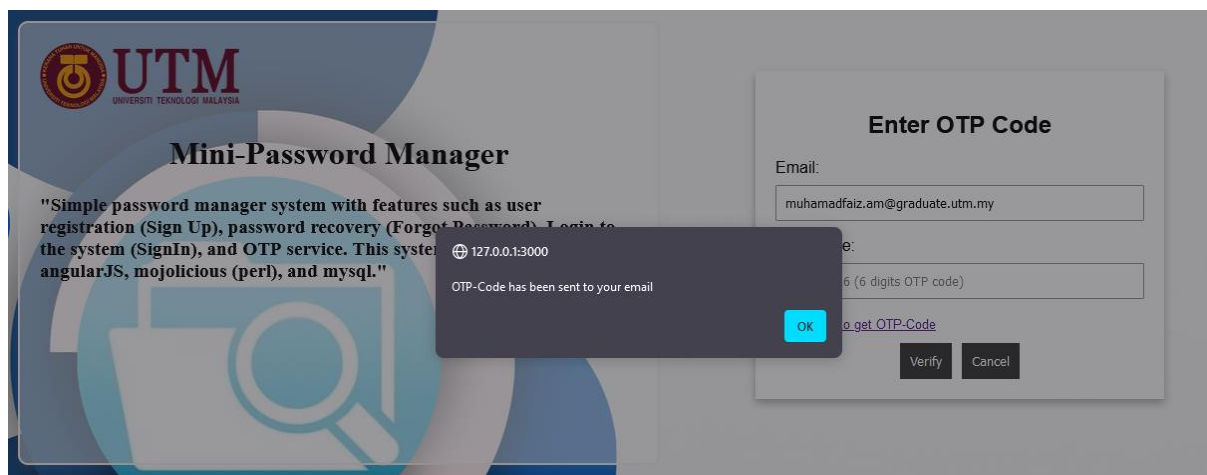 UTM
UNIVERSITI TEKNOLOGI MALAYSIA
Mini-Password Manager
"Simple password manager system with features such as user
registration (Sign Up), password recovery (Forgot Password), Login to
the system (SignIn), and OTP service. This syste
angularJS, mojolicious (perl), and mysql."
127.0.0.1:3000
OTP-Code has been sent to your email
OK
Enter OTP Code
Email:
muhamadfaiz.am@graduate.utm.my
e:
6 (6 digits OTP code)
o get OTP-Code
Verify
Cancel